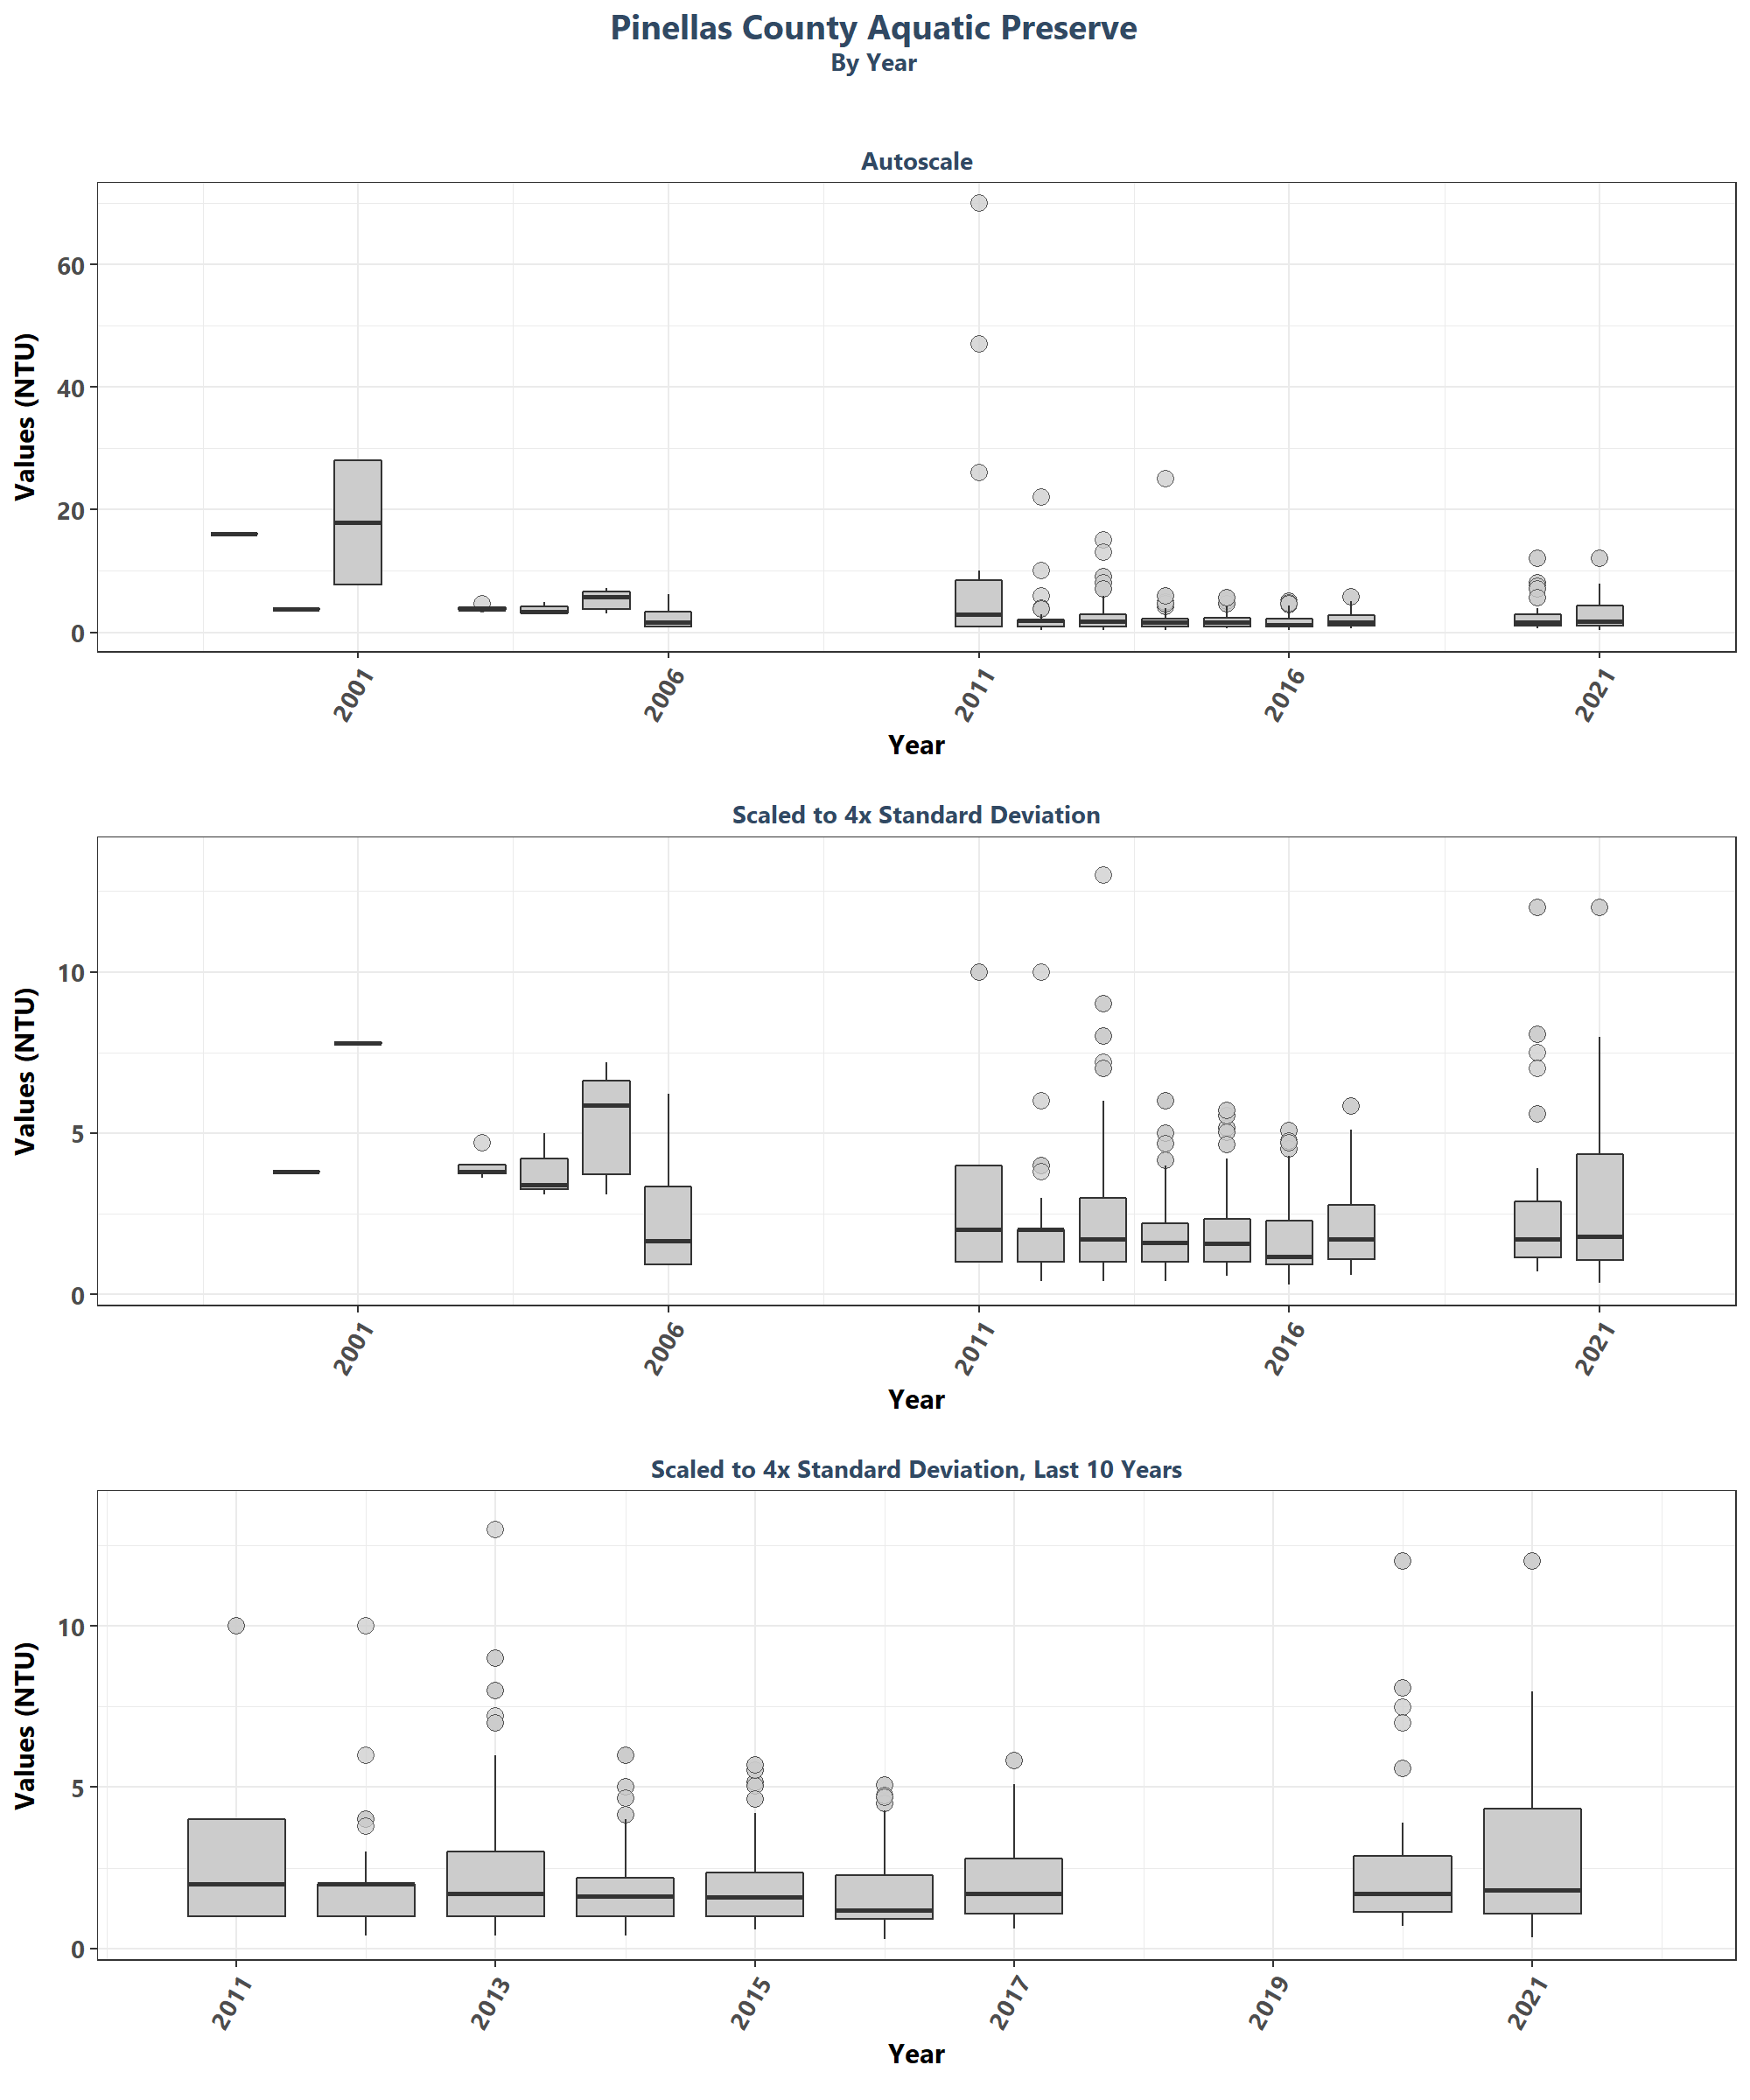 Pinellas County Aquatic Preserve
By Year
Autoscale
Values (NTU)
60
40
20
0
2001
2006
2011
2016
2021
Year
Scaled to 4x Standard Deviation
Values (NTU)
10
5
0
2001
2006
2011
2016
2021
Year
Scaled to 4x Standard Deviation, Last 10 Years
Values (NTU)
10
5
0
2011
2013
2015
2017
2019
2021
Year